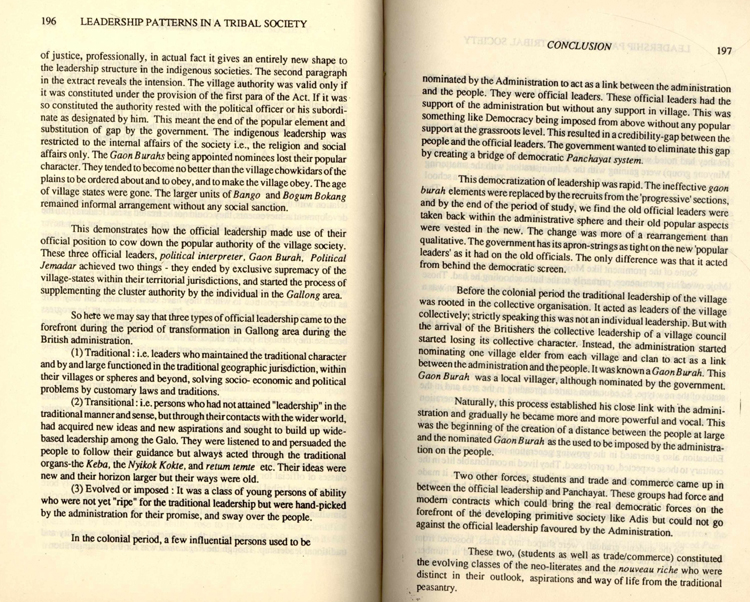 196 LEADERSHIP PATTERNS IN A TRIBAL SOCIETY
of justice, professionally, in actual fact it gives an entirely new shape to
the leadership structure in the indigenous societies. The second paragraph
in the extract reveals the intension. The village authority was valid only if
it was constituted under the provision of the first para of the Act. If it was
so constituted the authority rested with the political officer or his subordi-
nate as designated by him. This meant the end of the popular element and
substitution of gap by the government. The indigenous leadership was
restricted to the internal affairs of the society i.e., the religion and social
affairs only. The Gaon Burahs being appointed nominees lost their popular
character. They tended to become no better than the village chowkidars of the
plains to be ordered about and to obey, and to make the village obey. The age
of village states were gone. The larger units of Bango and Bogum Bokang
remained informal arrangement without any social sanction.
This demonstrates how the official leadership made use of their
official position to cow down the popular authority of the village society.
These three official leaders, political interpreter, Gaon Burah, Political
Jemadar achieved two things - they ended by exclusive supremacy of the
village-states within their territorial jurisdictions, and started the process of
supplementing the cluster authority by the individual in the Gallong area.
So here we may say that three types of official leadership came to the
forefront during the period of transformation in Gallong area during the
British administration.
(1) Traditional : i.e. leaders who maintained the traditional character
and by and large functioned in the traditional geographic jurisdiction, within
their villages or spheres and beyond, solving socio- economic and political
problems by customary laws and traditions.
(2) Transitional : i.e. persons who had not attained "leadership" in the
traditional manner and sense, but through their contacts with the wider world,
had acquired new ideas and new aspirations and sought to build up wide-
based leadership among the Galo. They were listened to and persuaded the
people to follow their guidance but always acted through the traditional
organs-the Keba, the Nyikok Kokte, and retum temte etc. Their ideas were
new and their horizon larger but their ways were old.
(3) Evolved or imposed : It was a class of young persons of ability
who were not yet "ripe" for the traditional leadership but were hand-picked
by the administration for their promise, and sway over the people.
In the colonial period, a few influential persons used to be
CONCLUSION 197
nominated by the Administration to act as a link between the administration
and the people. They were official leaders. These official leaders had the
support of the administration but without any support in village. This was
something like Democracy being imposed from above without any popular
support at the grassroots level. This resulted in a credibility-gap between the
people and the official leaders. The government wanted to eliminate this gap
by creating a bridge of democratic Panchayat system.
This democratization of leadership was rapid. The ineffective gaon
burah elements were replaced by the recruits from the 'progressive' sections,
and by the end of the period of study, we find the old official leaders were
taken back within the administrative sphere and their old popular aspects
were vested in the new. The change was more of a rearrangement than
qualitative. The government has its apron-strings as tight on the new 'popular
leaders' as it had on the old officials. The only difference was that it acted
from behind the democratic screen.
Before the colonial period the traditional leadership of the village
was rooted in the collective organisation. It acted as leaders of the village
collectively; strictly speaking this was not an individual leadership. But with
the arrival of the Britishers the collective leadership of a village council
started losing its collective character. Instead, the administration started
nominating one village elder from each village and clan to act as a link
between the administration and the people. It was known a Gaon Burah. This
Gaon Burah was a local villager, although nominated by the government.
Naturally, this process established his close link with the admini-
stration and gradually he became more and more powerful and vocal. This
was the beginning of the creation of a distance between the people at large
and the nominated Gaon Burah as the used to be imposed by the administra-
tion on the people.
Two other forces, students and trade and commerce came up in
between the official leadership and Panchayat. These groups had force and
modern contracts which could bring the real democratic forces on the
forefront of the developing primitive society like Adis but could not go
against the official leadership favoured by the Administration.
These two, (students as well as trade/commerce) constituted
the evolving classes of the neo-literates and the nouveau riche who were
distinct in their outlook, aspirations and way of life from the traditional
peasantry.